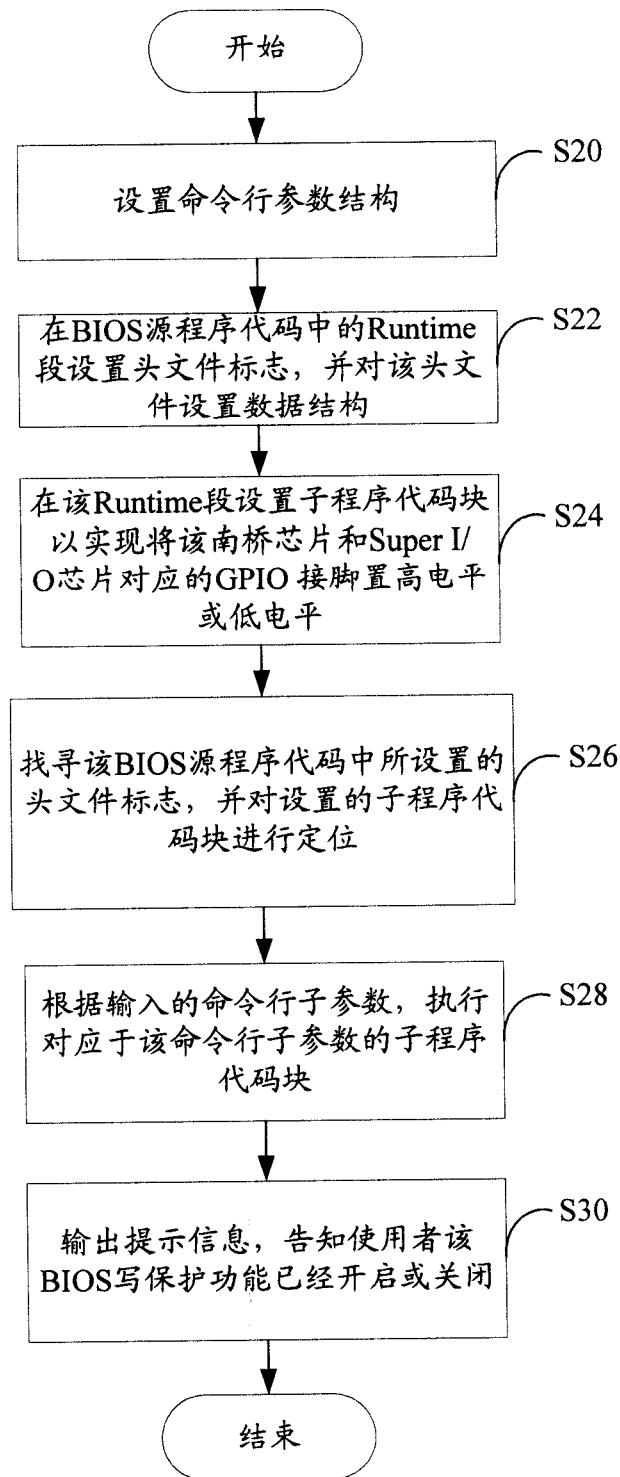 开始
S20
设置命令行参数结构
S22
在BIOS源程序代码中的Runtime
段设置头文件标志，并对该头文
件设置数据结构
S24
在该Runtime段设置子程序代码块
以实现将该南桥芯片和Super I/
O芯片对应的GPIO 接脚置高电平
或低电平
S26
找寻该BIOS源程序代码中所设置的
头文件标志，并对设置的子程序代
码块进行定位
S28
根据输入的命令行子参数，执行
对应于该命令行子参数的子程序
代码块
S30
输出提示信息，告知使用者该
BIOS写保护功能已经开启或关闭
结束